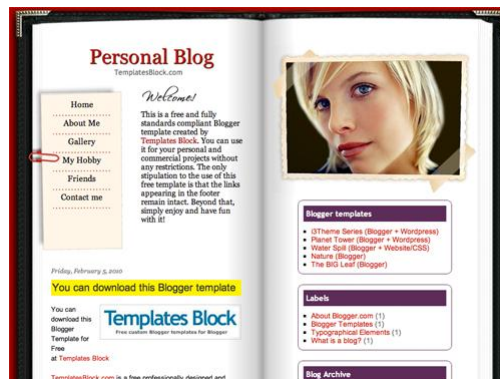 Personal Blog
TemplatesBlock.com
Home
About Me
Gallery
My Hobby
Friends
Contact me
Welcome!
This is a free and fully
standards compliant Blogger
template created by
Templates Block. You can use
it for your personal and
commercial projects without
any restrictions. The only
stipulation to the use of this
free template is that the links
appearing in the footer
remain intact. Beyond that,
simply enjoy and have fun
with it!
Friday, February 5, 2010
You can download this Blogger template
You can
download this
Blogger
Template for
Free
at Templates Block
Templates Block
Free custom Blogger templates for Blogger
TemplatesBlock.com is a free professionally designed and
Blogger templates
i3Theme Series (Blogger + Wordpress)
Planet Tower (Blogger + Wordpress)
Water Spill (Blogger + Website/CSS)
Nature (Blogger)
The BIG Leaf (Blogger)
Labels
About Blogger.com (1)
Blogger Templates (1)
Typographical Elements (1)
What is a blog? (1)
Blog Archive